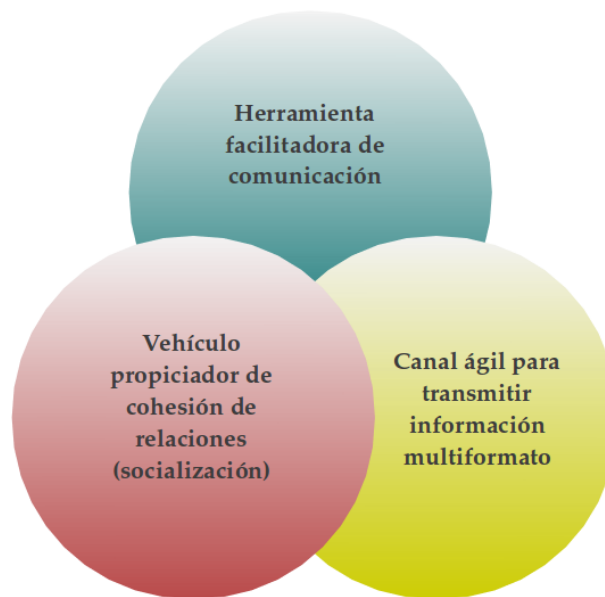 Herramienta
facilitadora de
comunicación
Vehículo
propiciador de
cohesión de
relaciones
(socialización)
Canal ágil para
transmitir
información
multiformato